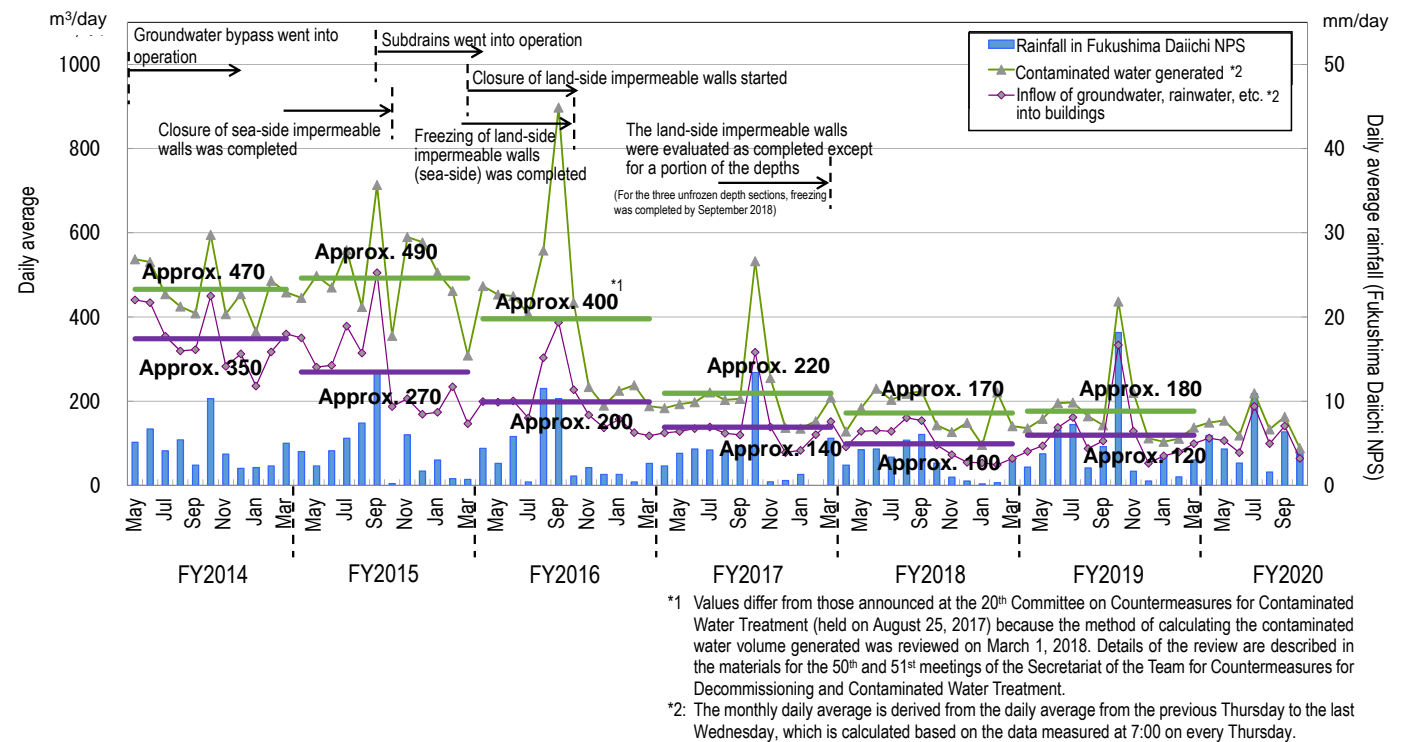 m³/day
mm/day
Groundwater bypass went into
operation
Subdrains went into operation
Closure of land-side impermeable walls started
Closure of sea-side impermeable
walls was completed
Freezing of land-side
impermeable walls
(sea-side) was completed
The land-side impermeable walls
were evaluated as completed except
for a portion of the depths
(For the three unfrozen depth sections, freezing
was completed by September 2018)
Rainfall in Fukushima Daiichi NPS
Contaminated water generated *2
Inflow of groundwater, rainwater, etc. *2
into buildings
1000
800
600
400
200
0
Daily average
50
40
30
20
10
0
Daily average rainfall (Fukushima Daiichi NPS)
Approx. 470
Approx. 490
Approx. 400 *1
Approx. 220
Approx. 170
Approx. 180
Approx. 350
Approx. 270
Approx. 200
Approx. 140
Approx. 100
Approx. 120
May Jul Sep Nov Jan Mar May Jul Sep Nov Jan Mar May Jul Sep Nov Jan Mar May Jul Sep Nov Jan Mar May Jul Sep Nov Jan Mar May Jul Sep Nov Jan Mar May Jul Sep
FY2014 FY2015 FY2016 FY2017 FY2018 FY2019 FY2020
*1 Values differ from those announced at the 20th Committee on Countermeasures for Contaminated
Water Treatment (held on August 25, 2017) because the method of calculating the contaminated
water volume generated was reviewed on March 1, 2018. Details of the review are described in
the materials for the 50th and 51st meetings of the Secretariat of the Team for Countermeasures for
Decommissioning and Contaminated Water Treatment.
*2: The monthly daily average is derived from the daily average from the previous Thursday to the last
Wednesday, which is calculated based on the data measured at 7:00 on every Thursday.